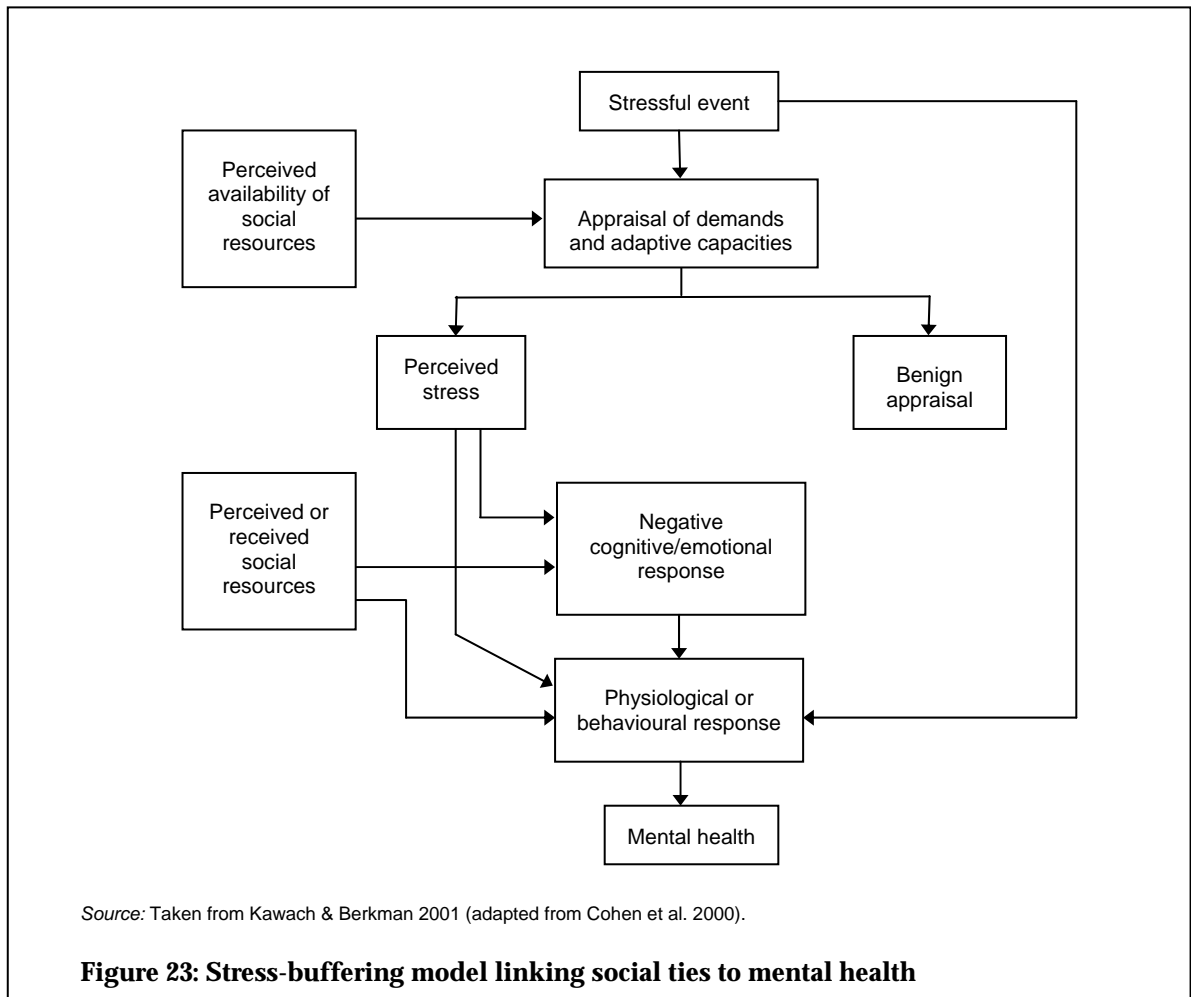 Stressful event
Perceived
availability of
social
resources
Appraisal of demands
and adaptive capacities
Perceived
stress
Benign
appraisal
Perceived or
received
social
resources
Negative
cognitive/emotional
response
Physiological or
behavioural response
Mental health
Source: Taken from Kawach & Berkman 2001 (adapted from Cohen et al. 2000).
Figure 23: Stress-buffering model linking social ties to mental health